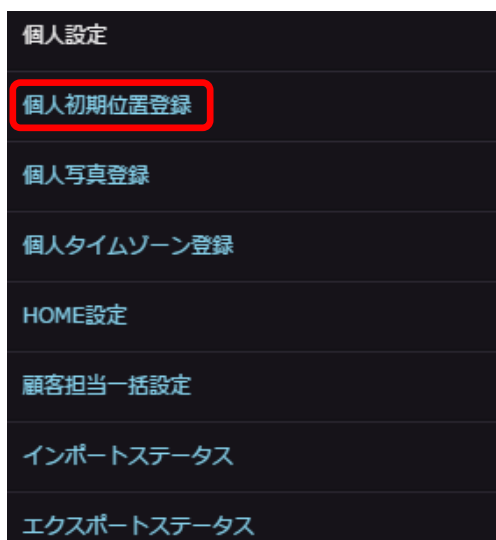 個人設定
個人初期位置登録
個人写真登録
個人タイムゾーン登録
HOME設定
顧客担当一括設定
インポートステータス
エクスポートステータス